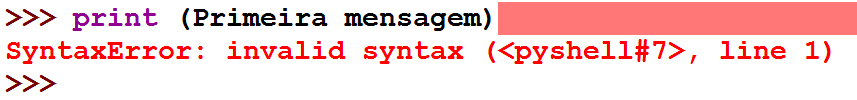 >>> print (Primeira mensagem)
SyntaxError: invalid syntax (<pyshell#7>, line 1)
>>>